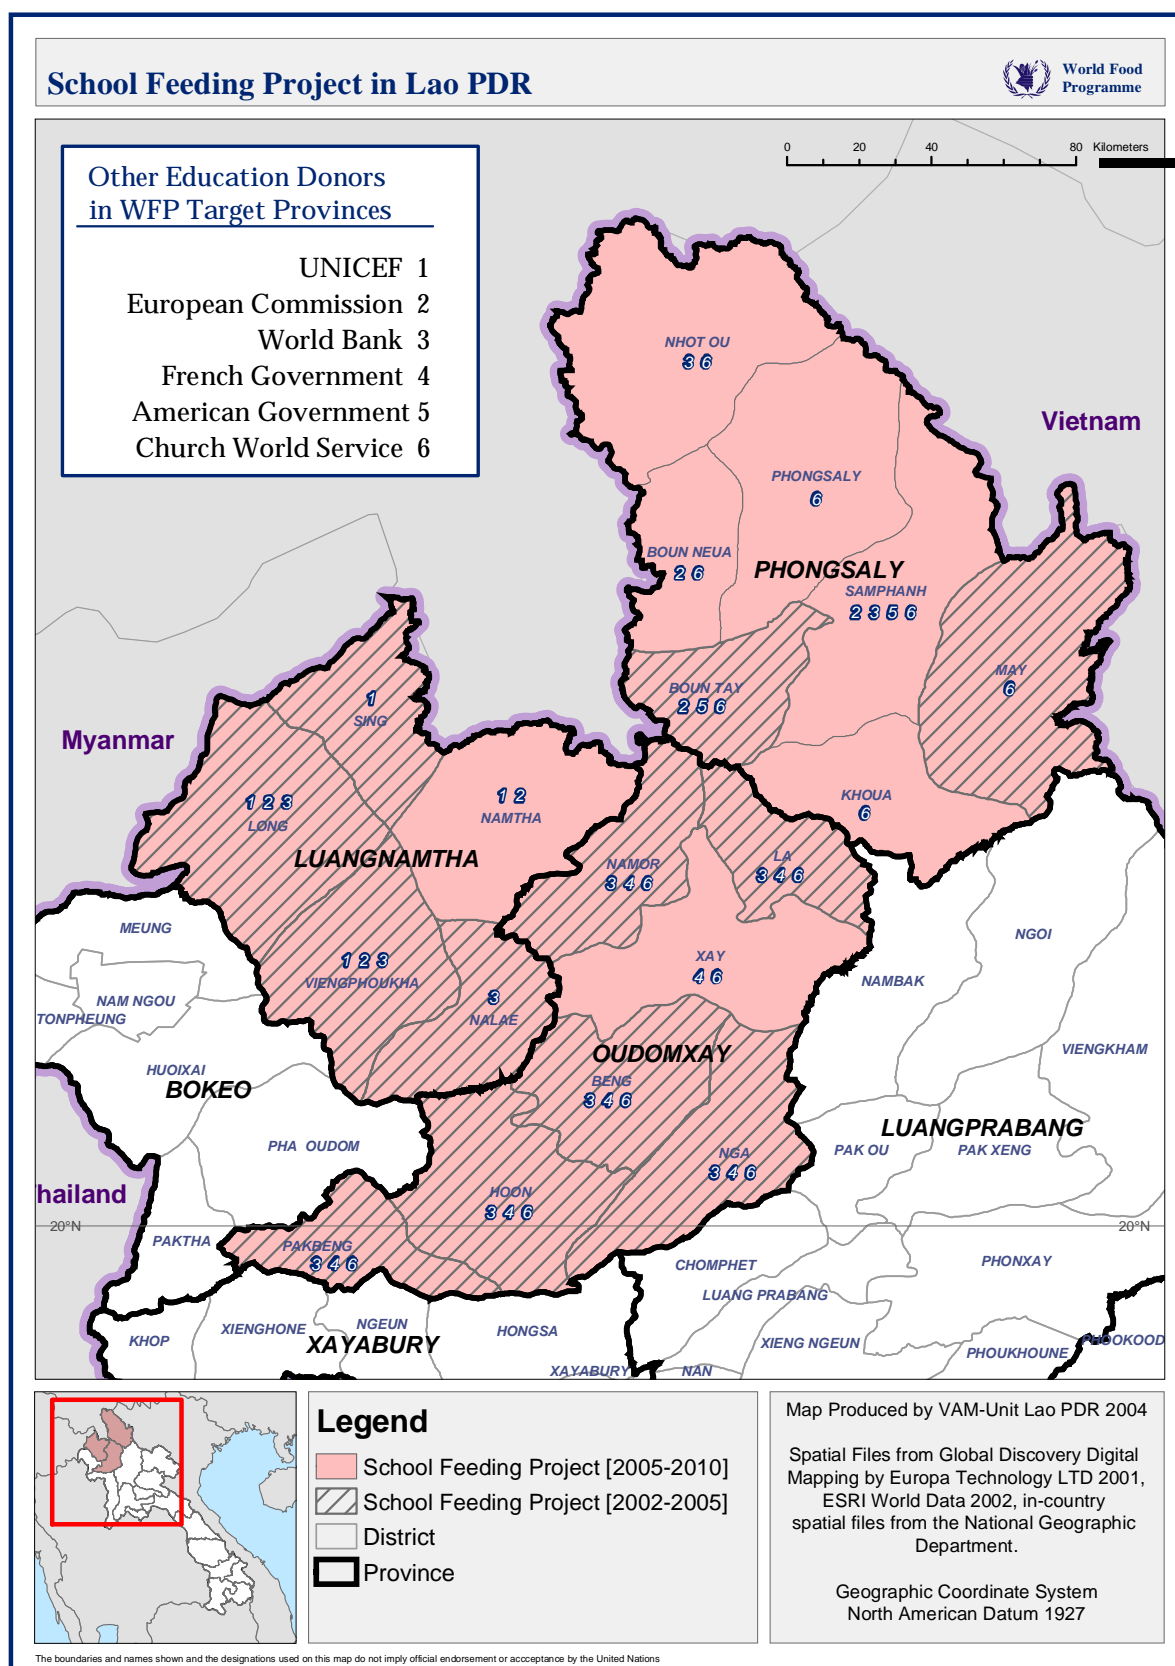 School Feeding Project in Lao PDR
World Food
Programme
Other Education Donors
in WFP Target Provinces
UNICEF 1
European Commission 2
World Bank 3
French Government 4
American Government 5
Church World Service 6
0 20 40 80 Kilometers
NHOT OU
3 6
Vietnam
PHONGSALY
6
BOUN NEUA
2 6
PHONGSALY
SAMPHANH
2 3 5 6
MAY
6
BOUN TAY
2 5 6
1
SING
Myanmar
1 2
NAMTHA
KHOUA
6
1 2 3
LONG
LUANGNAMTHA
NAMOR
3 4 6
LA
3 4 6
MEUNG
NGOI
XAY
4 6
NAMBAK
1 2 3
VIENGPHOUKHA
3
NALAE
NAM NGOU
TONPHEUNG
VIENGKHAM
OUDOMXAY
HUOIXAI
BOKEO
BENG
3 4 6
LUANGPRABANG
PHA OUDOM
PAK OU
PAK XENG
NGA
3 4 6
hailand
HOON
3 4 6
20°N
20°N
PAKTHA
PAKBENG
3 4 6
CHOMPHET
PHONXAY
LUANG PRABANG
KHOP
XIENGHONE
NGEUN
XAYABURY
HONGSA
XIENG NGEUN
PHOUKHOUNE
PHOOKOOD
XAYABURY
NAN
Legend
School Feeding Project [2005-2010]
School Feeding Project [2002-2005]
District
Province
Map Produced by VAM-Unit Lao PDR 2004
Spatial Files from Global Discovery Digital
Mapping by Europa Technology LTD 2001,
ESRI World Data 2002, in-country
spatial files from the National Geographic
Department.
Geographic Coordinate System
North American Datum 1927
The boundaries and names shown and the designations used on this map do not imply official endorsement or accceptance by the United Nations